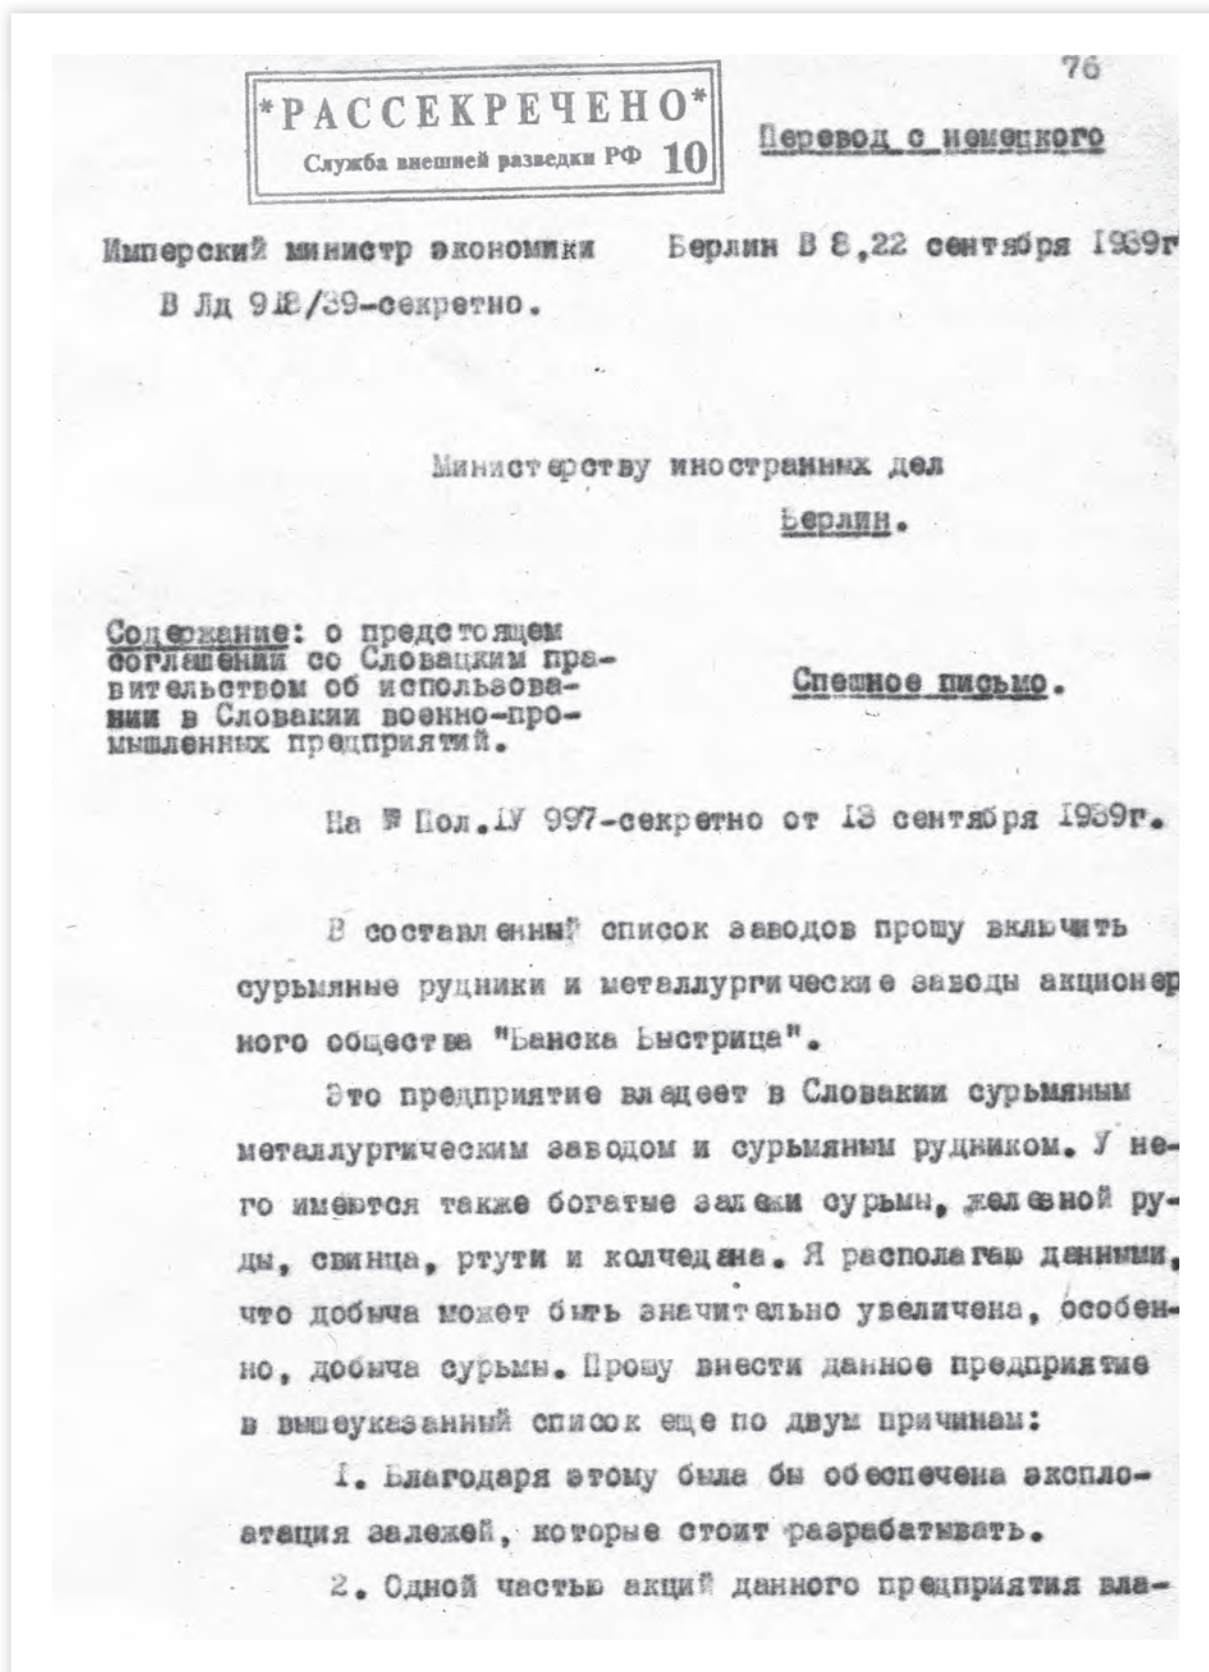 76
*РАССЕКРЕЧЕНО*
Служба внешней разведки РФ 10
Перевод с немецкого
Имперский министр экономики Берлин В 8,22 сентября 1939г
В Лд 918/39-секретно.
Министерству иностранных дел
Берлин.
Содержание: о предстоящем
соглашении со Словацким пра-
вительством об использова-
нии в Словакии военно-про-
мышленных предприятий.
Спешное письмо.
На № Пол.IУ 997-секретно от 13 сентября 1939г.
В составленный список заводов прошу включить
сурьмяные рудники и металлургические заводы акционер
ного общества "Банска Быстрица".
Это предприятие владеет в Словакии сурьмяным
металлургическим заводом и сурьмяным рудником. У не-
го имеются также богатые залежи сурьмы, железной ру-
ды, свинца, ртути и колчедана. Я располагаю данными,
что добыча может быть значительно увеличена, особен-
но, добыча сурьмы. Прошу внести данное предприятие
в вышеуказанный список еще по двум причинам:
1. Благодаря этому была бы обеспечена экспло-
атация залежей, которые стоит разрабатывать.
2. Одной частью акций данного предприятия вла-